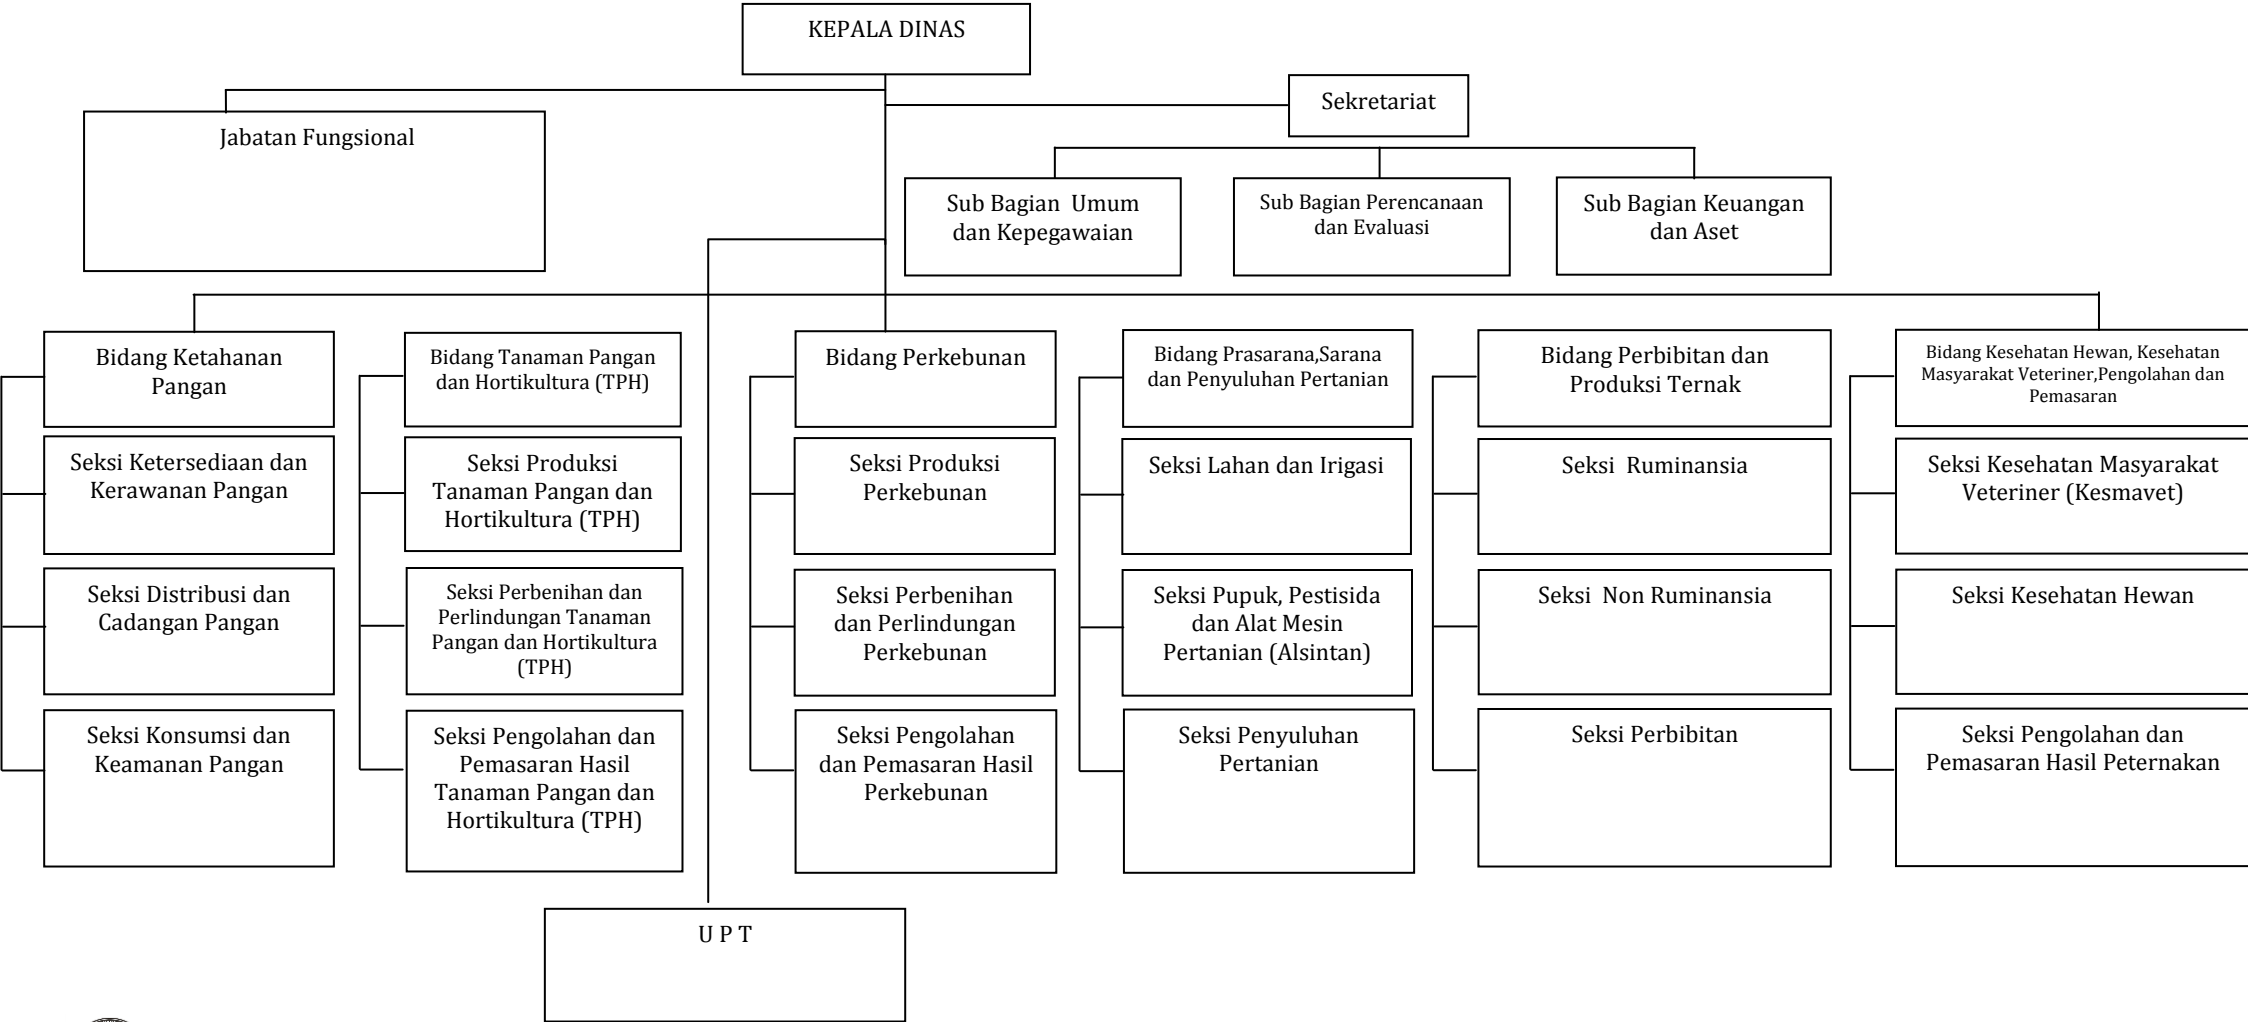 KEPALA DINAS
Sekretariat
Jabatan Fungsional
Sub Bagian  Umum
dan Kepegawaian
Sub Bagian Perencanaan
dan Evaluasi
Sub Bagian Keuangan
dan Aset
Bidang Ketahanan
Pangan
Bidang Tanaman Pangan
dan Hortikultura (TPH)
Bidang Perkebunan
Bidang Prasarana,Sarana
dan Penyuluhan Pertanian
Bidang Perbibitan dan
Produksi Ternak
Bidang Kesehatan Hewan, Kesehatan
Masyarakat Veteriner,Pengolahan dan
Pemasaran
Seksi Ketersediaan dan
Kerawanan Pangan
Seksi Produksi
Tanaman Pangan dan
Hortikultura (TPH)
Seksi Produksi
Perkebunan
Seksi Lahan dan Irigasi
Seksi  Ruminansia
Seksi Kesehatan Masyarakat
Veteriner (Kesmavet)
Seksi Distribusi dan
Cadangan Pangan
Seksi Perbenihan dan
Perlindungan Tanaman
Pangan dan Hortikultura
(TPH)
Seksi Perbenihan
dan Perlindungan
Perkebunan
Seksi Pupuk, Pestisida
dan Alat Mesin
Pertanian (Alsintan)
Seksi  Non Ruminansia
Seksi Kesehatan Hewan
Seksi Konsumsi dan
Keamanan Pangan
Seksi Pengolahan dan
Pemasaran Hasil
Tanaman Pangan dan
Hortikultura (TPH)
Seksi Pengolahan
dan Pemasaran Hasil
Perkebunan
Seksi Penyuluhan
Pertanian
Seksi Perbibitan
Seksi Pengolahan dan
Pemasaran Hasil Peternakan
U P T